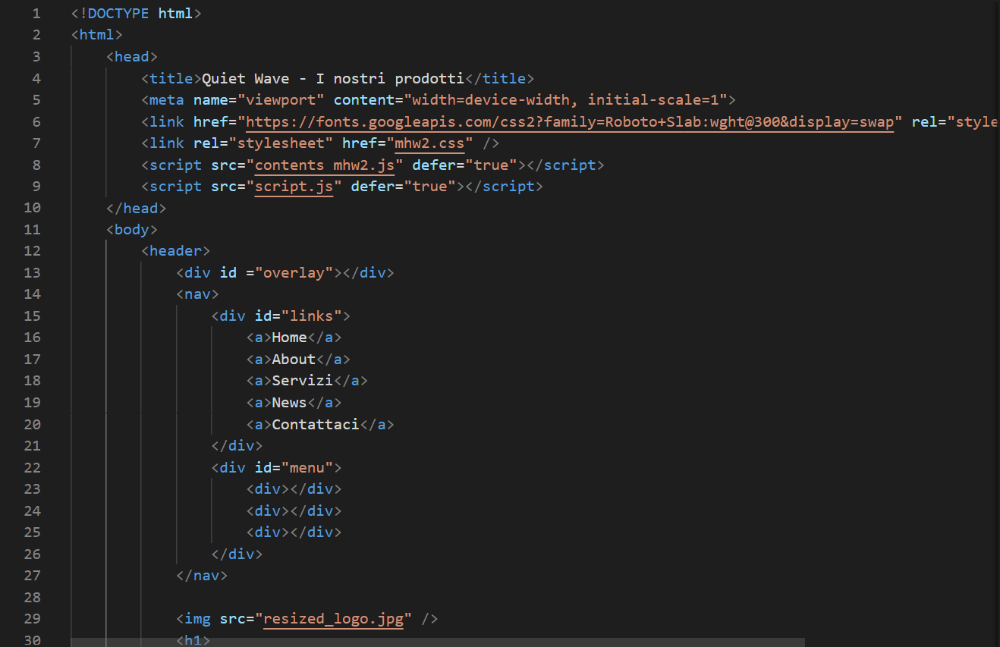 1 <!DOCTYPE html>
2 <html>
3     <head>
4         <title>Quiet Wave - I nostri prodotti</title>
5         <meta name="viewport" content="width=device-width, initial-scale=1">
6         <link href="https://fonts.googleapis.com/css2?family=Roboto+Slab:wght@300&display=swap" rel="style
7         <link rel="stylesheet" href="mhw2.css" />
8         <script src="contents_mhw2.js" defer="true"></script>
9         <script src="script.js" defer="true"></script>
10     </head>
11     <body>
12         <header>
13             <div id ="overlay"></div>
14             <nav>
15                 <div id="links">
16                     <a>Home</a>
17                     <a>About</a>
18                     <a>Servizi</a>
19                     <a>News</a>
20                     <a>Contattaci</a>
21                 </div>
22                 <div id="menu">
23                     <div></div>
24                     <div></div>
25                     <div></div>
26                 </div>
27             </nav>
28
29             <img src="resized_logo.jpg" />
30             <h1>